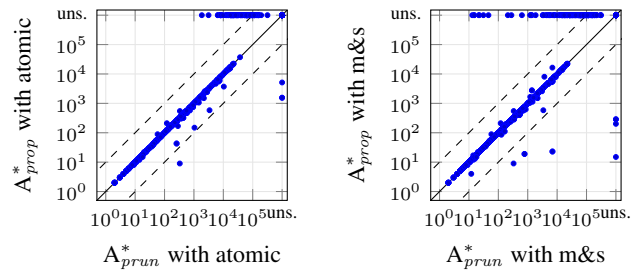 uns.
10^5
10^4
10^3
10^2
10^1
10^0
A*_prop with atomic
10^0 10^1 10^2 10^3 10^4 10^5 uns.
A*_prun with atomic
uns.
10^5
10^4
10^3
10^2
10^1
10^0
A*_prop with m&s
10^0 10^1 10^2 10^3 10^4 10^5 uns.
A*_prun with m&s